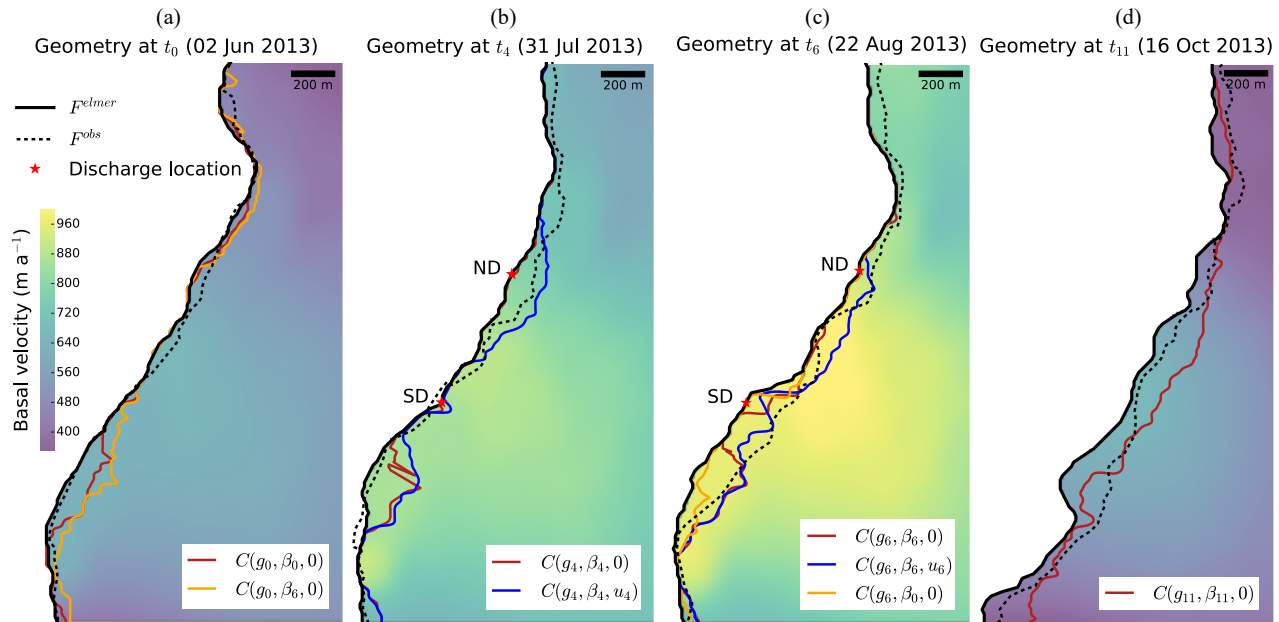 (a)
(b)
(c)
(d)
Geometry at t₀ (02 Jun 2013)
Geometry at t₄ (31 Jul 2013)
Geometry at t₆ (22 Aug 2013)
Geometry at t₁₁ (16 Oct 2013)
200 m
200 m
200 m
200 m
F^{elmer}
F^{obs}
Discharge location
Basal velocity (m a⁻¹)
960
880
800
720
640
560
480
400
ND
SD
ND
SD
C(g₀, β₀, 0)
C(g₀, β₆, 0)
C(g₄, β₄, 0)
C(g₄, β₄, u₄)
C(g₆, β₆, 0)
C(g₆, β₆, u₆)
C(g₆, β₀, 0)
C(g₁₁, β₁₁, 0)